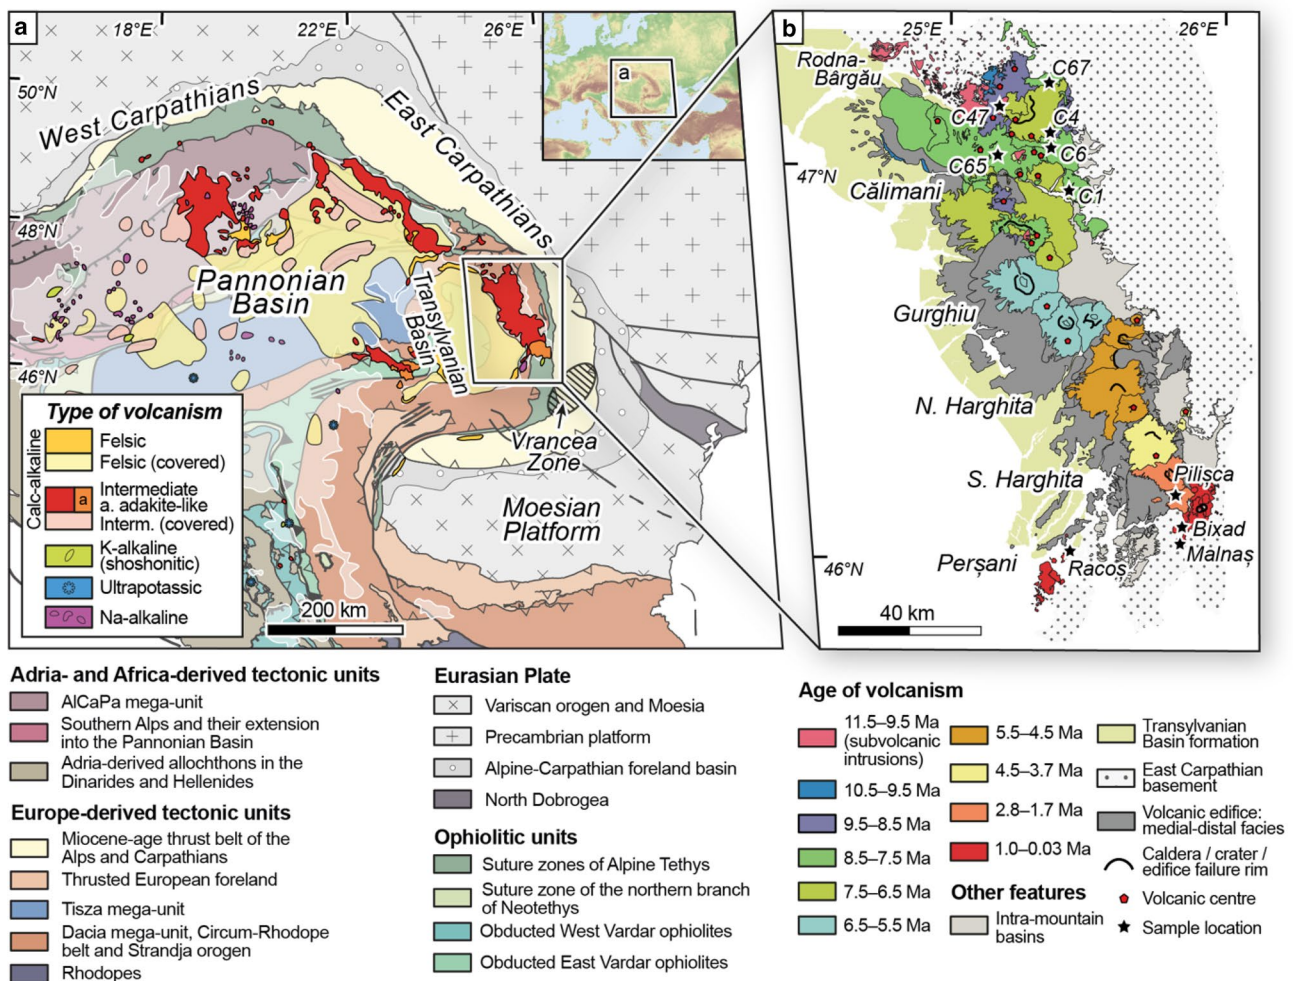 a
18°E
22°E
26°E
50°N
48°N
46°N
a
West Carpathians
East Carpathians
Pannonian
Basin
Transylvanian
Basin
Vrancea
Zone
Moesian
Platform
200 km
Type of volcanism
Calc-alkaline
Felsic
Felsic (covered)
a
Intermediate
a. adakite-like
Interm. (covered)
K-alkaline
(shoshonitic)
Ultrapotassic
Na-alkaline
b
25°E
26°E
47°N
46°N
Rodna-
Bârgău
C67
C47
C4
C6
C65
C1
Călimani
Gurghiu
N. Harghita
S. Harghita
Pilișca
Bixad
Malnaș
Perșani
Racoș
40 km
Adria- and Africa-derived tectonic units
AlCaPa mega-unit
Southern Alps and their extension
into the Pannonian Basin
Adria-derived allochthons in the
Dinarides and Hellenides
Europe-derived tectonic units
Miocene-age thrust belt of the
Alps and Carpathians
Thrusted European foreland
Tisza mega-unit
Dacia mega-unit, Circum-Rhodope
belt and Strandja orogen
Rhodopes
Eurasian Plate
Variscan orogen and Moesia
Precambrian platform
Alpine-Carpathian foreland basin
North Dobrogea
Ophiolitic units
Suture zones of Alpine Tethys
Suture zone of the northern branch
of Neotethys
Obducted West Vardar ophiolites
Obducted East Vardar ophiolites
Age of volcanism
11.5–9.5 Ma
(subvolcanic
intrusions)
10.5–9.5 Ma
9.5–8.5 Ma
8.5–7.5 Ma
7.5–6.5 Ma
6.5–5.5 Ma
5.5–4.5 Ma
4.5–3.7 Ma
2.8–1.7 Ma
1.0–0.03 Ma
Other features
Intra-mountain
basins
Transylvanian
Basin formation
East Carpathian
basement
Volcanic edifice:
medial-distal facies
Caldera / crater /
edifice failure rim
Volcanic centre
Sample location